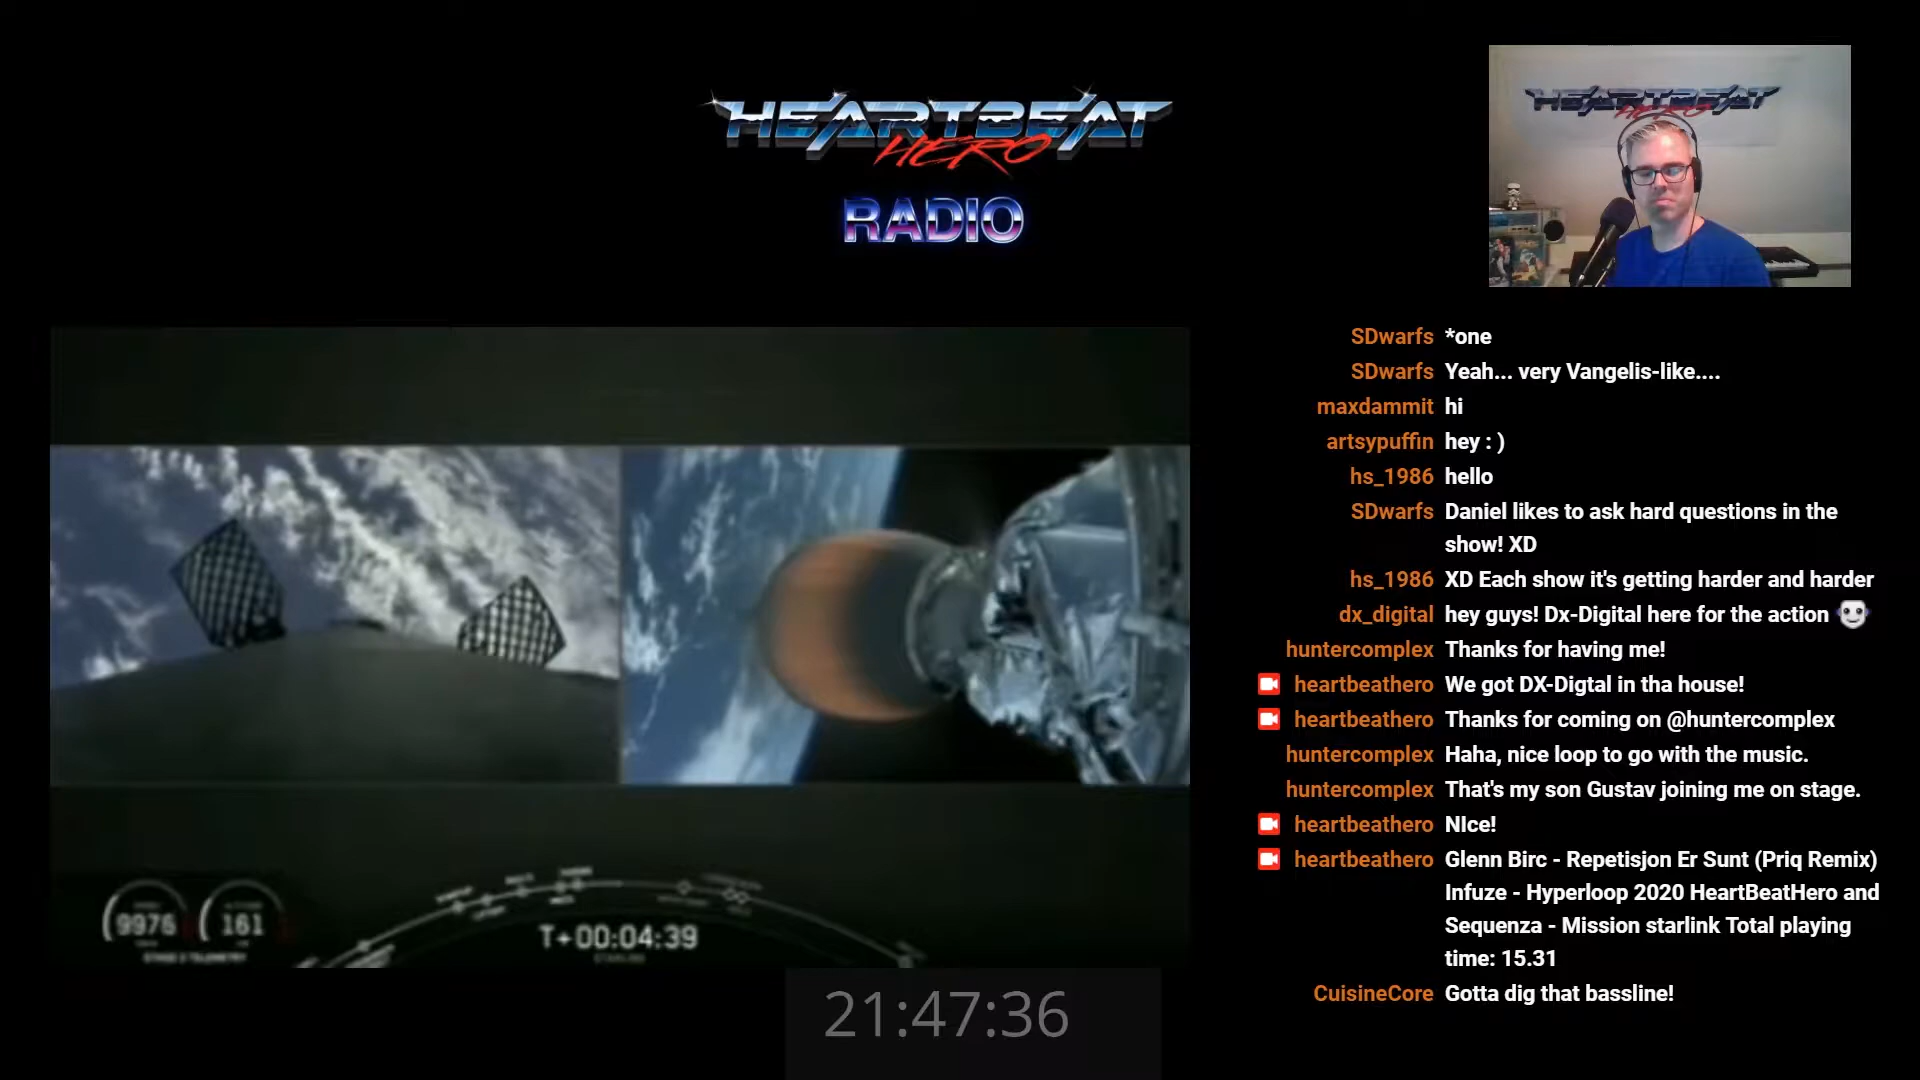 HEARTBEAT
HERO
RADIO
HEARTBEAT
HERO
SDwarfs *one
SDwarfs Yeah... very Vangelis-like....
maxdammit hi
artsypuffin hey : )
hs_1986 hello
SDwarfs Daniel likes to ask hard questions in the
show! XD
hs_1986 XD Each show it's getting harder and harder
dx_digital hey guys! Dx-Digital here for the action
huntercomplex Thanks for having me!
heartbeathero We got DX-Digtal in tha house!
heartbeathero Thanks for coming on @huntercomplex
huntercomplex Haha, nice loop to go with the music.
huntercomplex That's my son Gustav joining me on stage.
heartbeathero NIce!
heartbeathero Glenn Birc - Repetisjon Er Sunt (Priq Remix)
Infuze - Hyperloop 2020 HeartBeatHero and
Sequenza - Mission starlink Total playing
time: 15.31
CuisineCore Gotta dig that bassline!
9976 161
STAGE 2 TELEMETRY
T+00:04:39
STARLINK
21:47:36